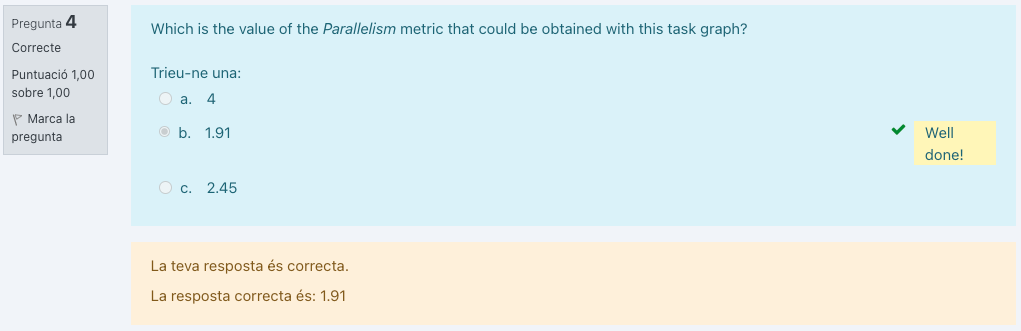 Pregunta 4
Correcte
Puntuació 1,00
sobre 1,00
Marca la
pregunta
Which is the value of the Parallelism metric that could be obtained with this task graph?
Trieu-ne una:
a. 4
b. 1.91
Well
done!
c. 2.45
La teva resposta és correcta.
La resposta correcta és: 1.91